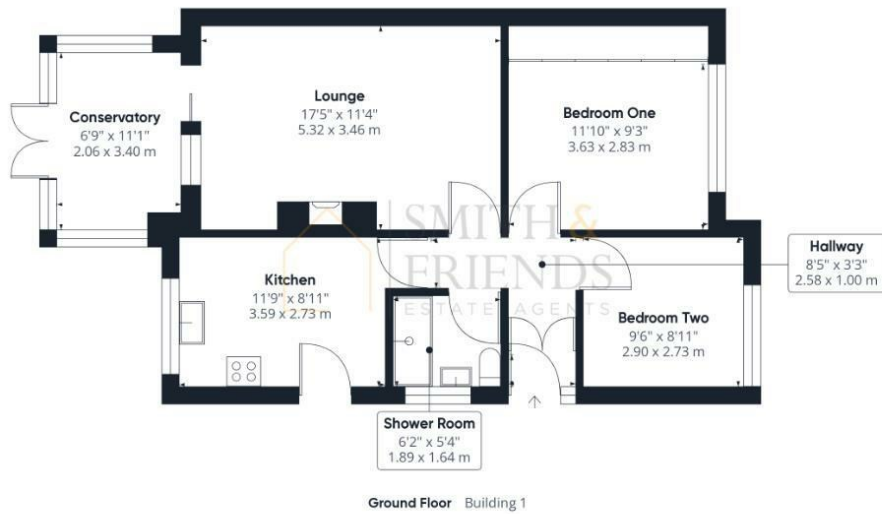 Conservatory
6'9" x 11'1"
2.06 x 3.40 m
Lounge
17'5" x 11'4"
5.32 x 3.46 m
Bedroom One
11'10" x 9'3"
3.63 x 2.83 m
SMITH &
FRIENDS
ESTATE AGENTS
Kitchen
11'9" x 8'11"
3.59 x 2.73 m
Hallway
8'5" x 3'3"
2.58 x 1.00 m
Bedroom Two
9'6" x 8'11"
2.90 x 2.73 m
Shower Room
6'2" x 5'4"
1.89 x 1.64 m
Ground Floor Building 1